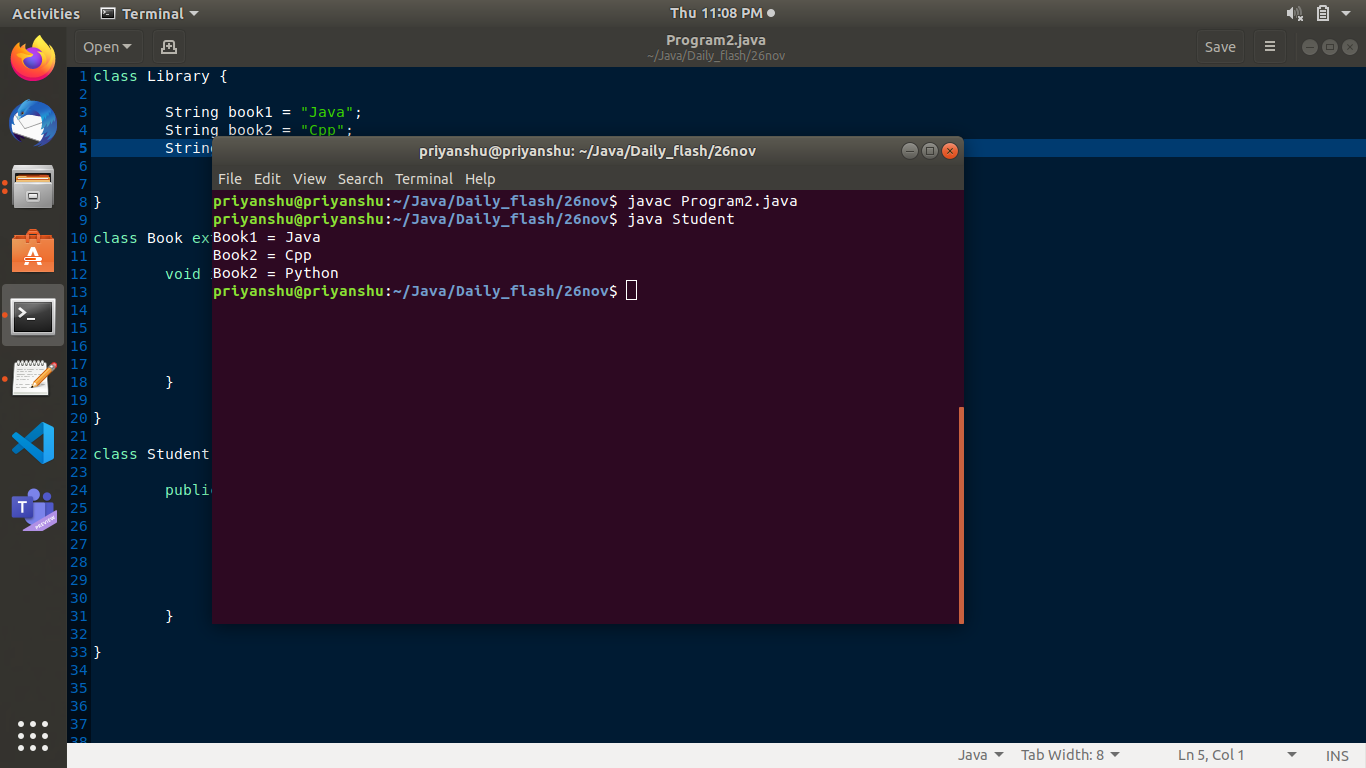 Activities Terminal Thu 11:08 PM
Open Program2.java Save
~/Java/Daily_flash/26nov
1 class Library {
2
3 String book1 = "Java";
4 String book2 = "Cpp";
5 String
6
7
8 }
9
10 class Book ex
11
12 void
13
14
15
16
17
18 }
19
20 }
21
22 class Student
23
24 public
25
26
27
28
29
30
31 }
32
33 }
34
35
36
37
38
priyanshu@priyanshu: ~/Java/Daily_flash/26nov
File Edit View Search Terminal Help
priyanshu@priyanshu:~/Java/Daily_flash/26nov$ javac Program2.java
priyanshu@priyanshu:~/Java/Daily_flash/26nov$ java Student
Book1 = Java
Book2 = Cpp
Book2 = Python
priyanshu@priyanshu:~/Java/Daily_flash/26nov$
T
PREVIEW
Java Tab Width: 8 Ln 5, Col 1 INS